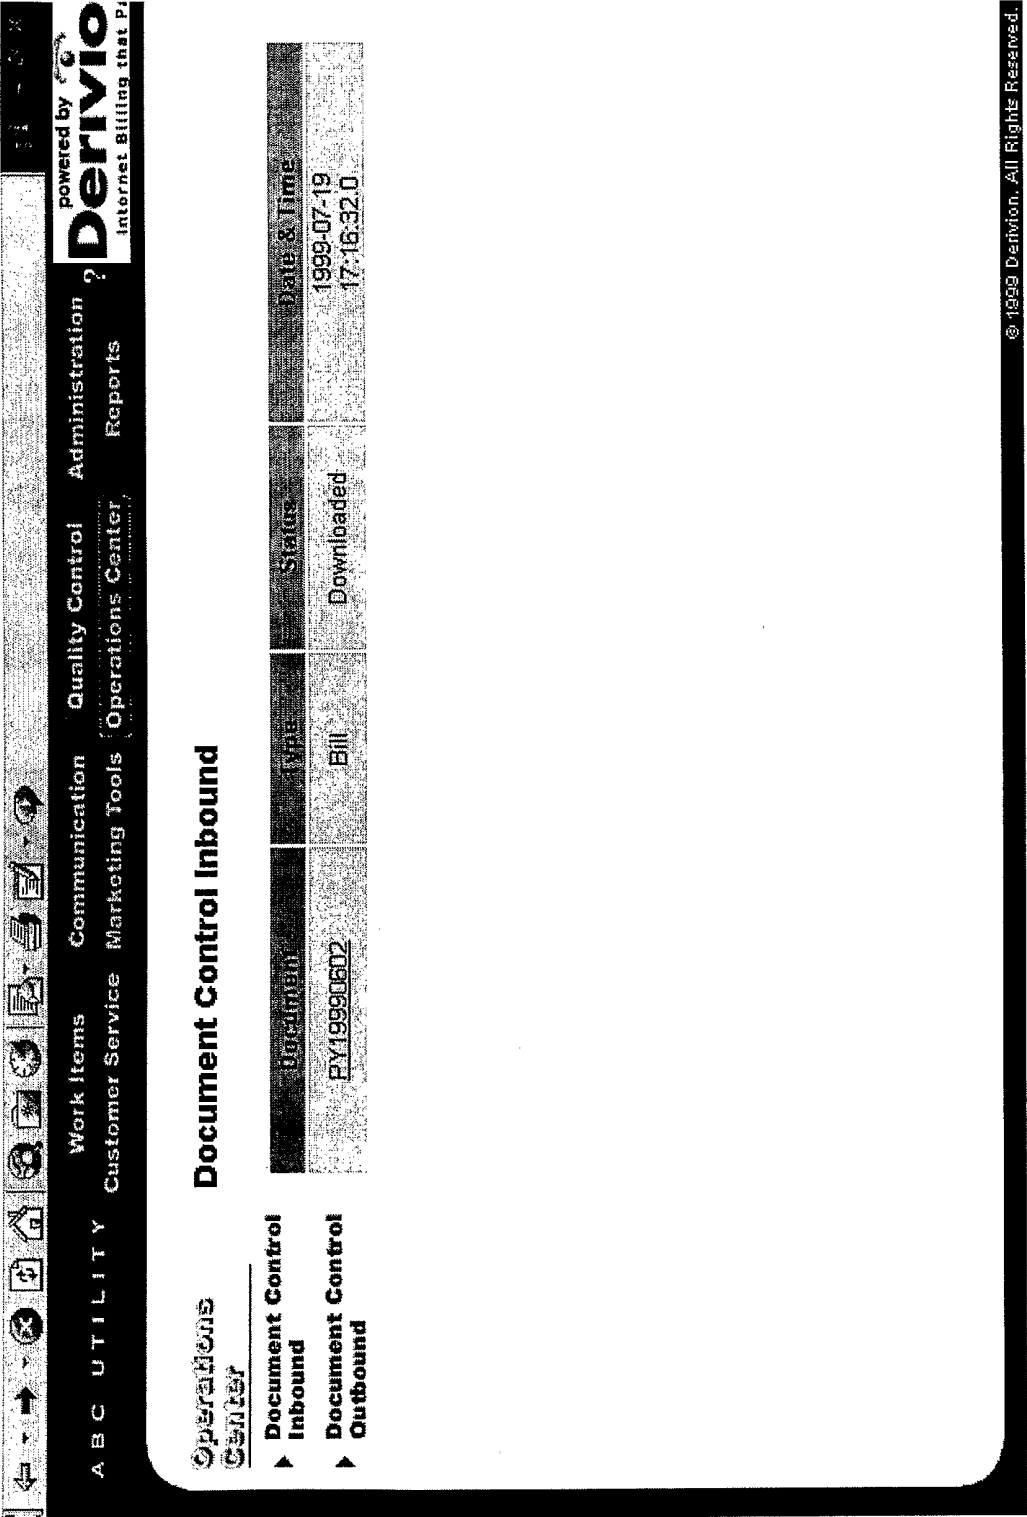 powered by
Derivio
Internet Billing that Pa
ABC UTILITY
Work Items Communication Quality Control Administration ?
Customer Service Marketing Tools Operations Center Reports
Operations
Center
Document Control
Inbound
Document Control
Outbound
Document Control Inbound
Document Type Status Date & Time
PY19990602 Bill Downloaded 1999-07-19
17:16:32.0
© 1999 Derivion. All Rights Reserved.